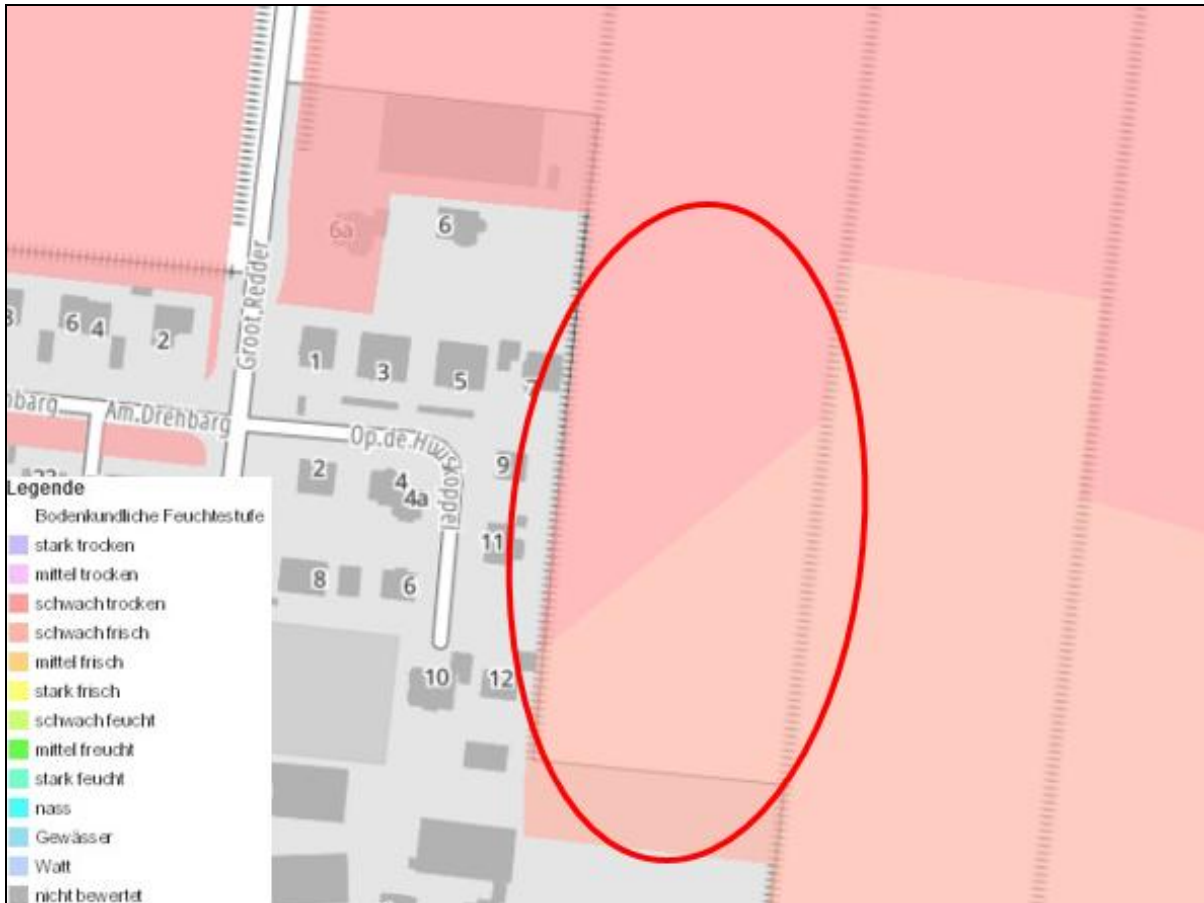 6a
6
6
4
2
Groot.Redder
1
3
5
Am.Drehbarg
Op.de.Huuskoppel
2
4
4a
9
11
8
6
10
12
Legende
Bodenkundliche Feuchtestufe
stark trocken
mittel trocken
schwach trocken
schwach frisch
mittel frisch
stark frisch
schwach feucht
mittel freucht
stark feucht
nass
Gewässer
Watt
nicht bewertet